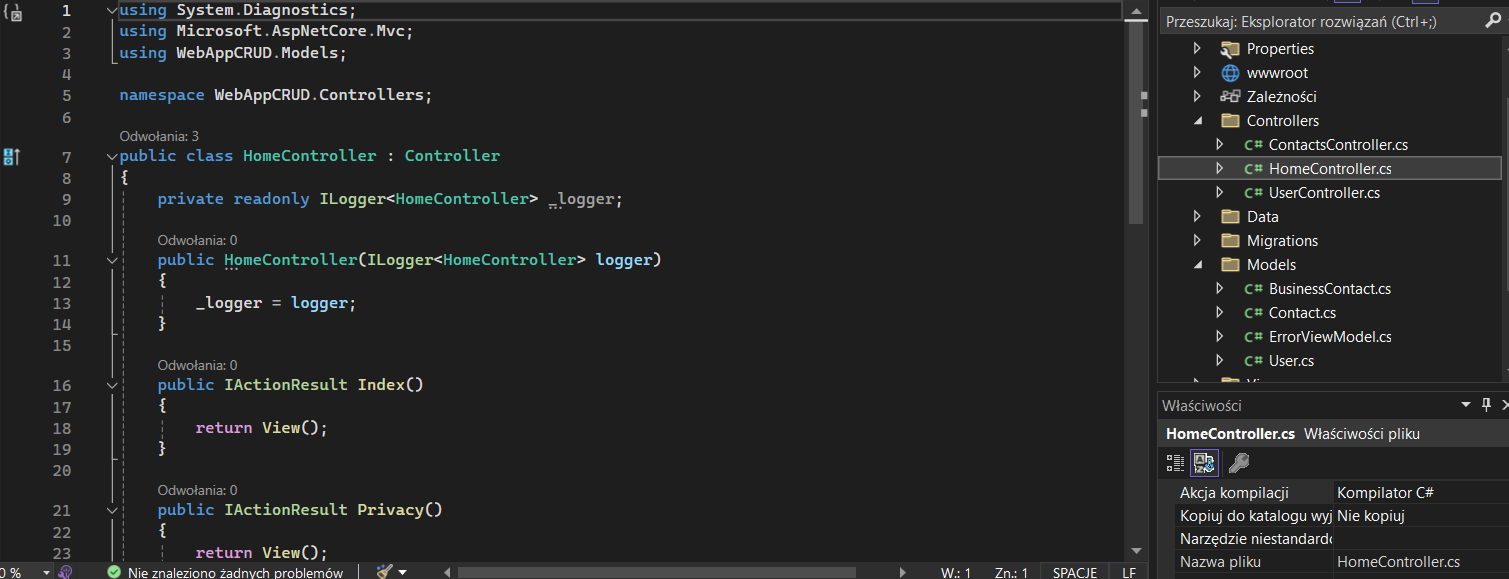 1 using System.Diagnostics;
2 using Microsoft.AspNetCore.Mvc;
3 using WebAppCRUD.Models;
4
5 namespace WebAppCRUD.Controllers;
6
Odwołania: 3
7 public class HomeController : Controller
8 {
9 private readonly ILogger<HomeController> _logger;
10
Odwołania: 0
11 public HomeController(ILogger<HomeController> logger)
12 {
13 _logger = logger;
14 }
15
Odwołania: 0
16 public IActionResult Index()
17 {
18 return View();
19 }
20
Odwołania: 0
21 public IActionResult Privacy()
22 {
23 return View();
0 %
Nie znaleziono żadnych problemów
W.: 1 Zn.: 1 SPACJE LF
Przeszukaj: Eksplorator rozwiązań (Ctrl+;)
Properties
wwwroot
Zależności
Controllers
C# ContactsController.cs
C# HomeController.cs
C# UserController.cs
Data
Migrations
Models
C# BusinessContact.cs
C# Contact.cs
C# ErrorViewModel.cs
C# User.cs
Właściwości
HomeController.cs Właściwości pliku
Akcja kompilacji Kompilator C#
Kopiuj do katalogu wyj Nie kopiuj
Narzędzie niestandard
Nazwa pliku HomeController.cs